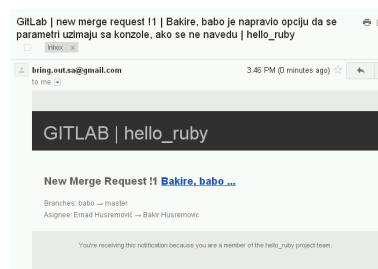 GitLab | new merge request !1 | Bakire, babo je napravio opciju da se
parametri uzimaju sa konzole, ako se ne navedu | hello_ruby
Inbox x
bring.out.sa@gmail.com 3:46 PM (0 minutes ago)
to me
GITLAB | hello_ruby
New Merge Request !1 Bakire, babo ...
Branches: babo → master
Asignee: Ernad Husremović → Bakir Husremovic
You're receiving this notification because you are a member of the hello_ruby project team.